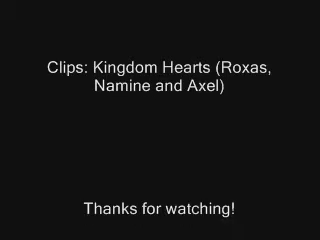 Clips: Kingdom Hearts (Roxas,
Namine and Axel)
Thanks for watching!